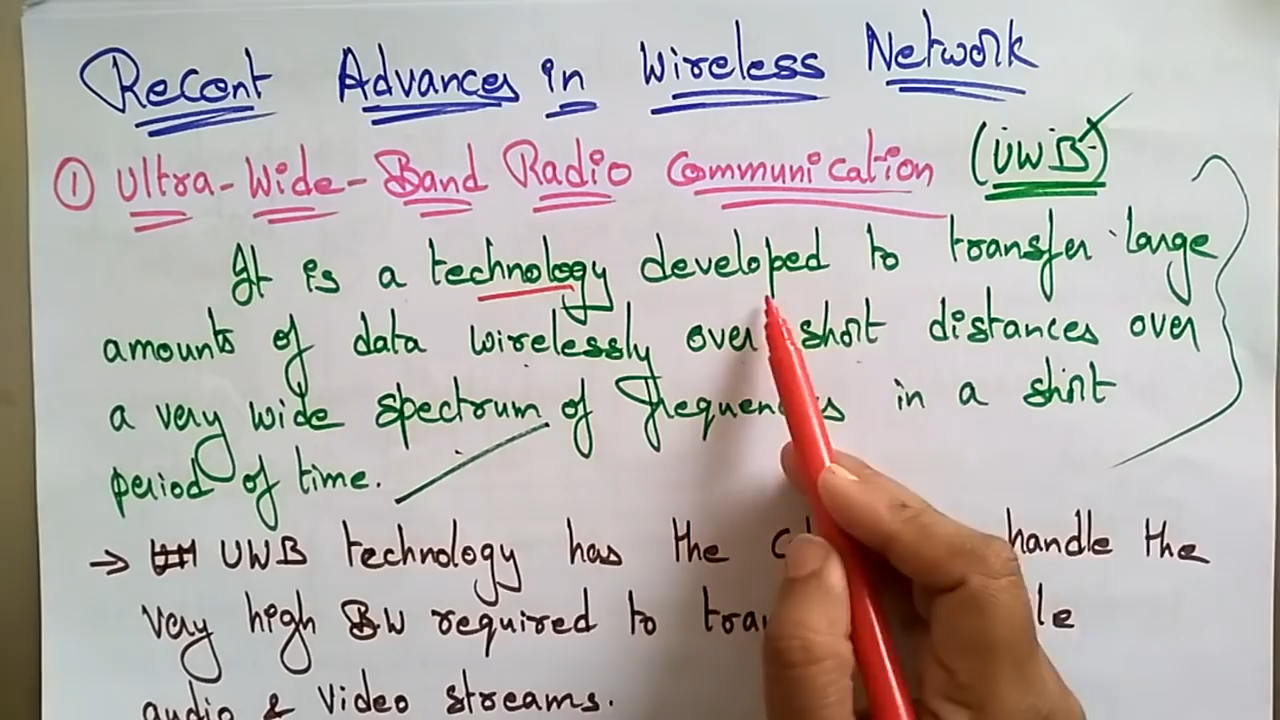 Recent Advances in Wireless Network
① Ultra-Wide-Band Radio Communication (UWB)
It is a technology developed to transfer large
amounts of data wirelessly over short distances over
a very wide spectrum of in a short
period of time.
→ UWB technology has the handle the
very high BW required to
audio & Video streams.